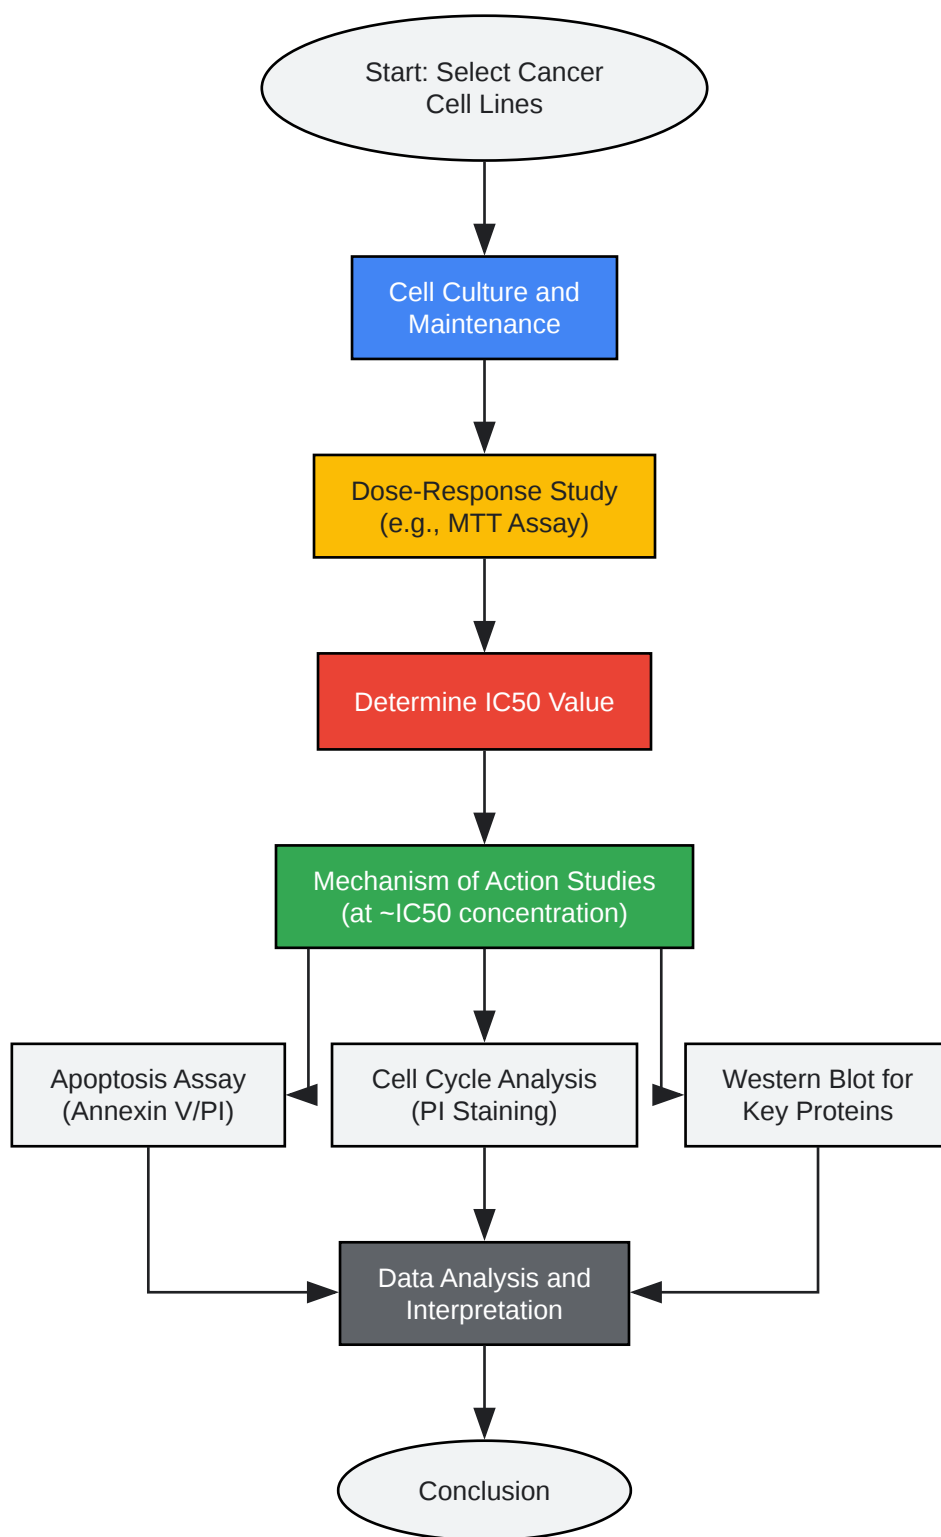 Start: Select Cancer
Cell Lines
Cell Culture and
Maintenance
Dose-Response Study
(e.g., MTT Assay)
Determine IC50 Value
Mechanism of Action Studies
(at ~IC50 concentration)
Apoptosis Assay
(Annexin V/PI)
Cell Cycle Analysis
(PI Staining)
Western Blot for
Key Proteins
Data Analysis and
Interpretation
Conclusion